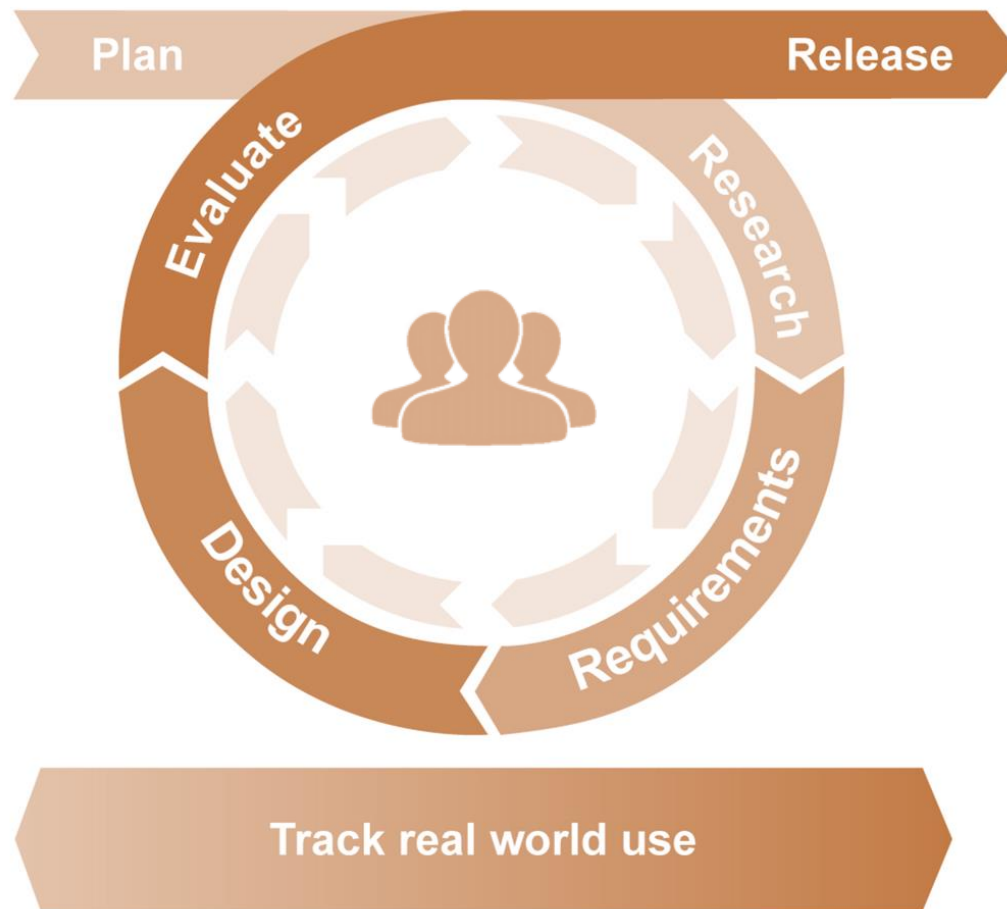 Plan
Release
Research
Requirements
Design
Evaluate
Track real world use